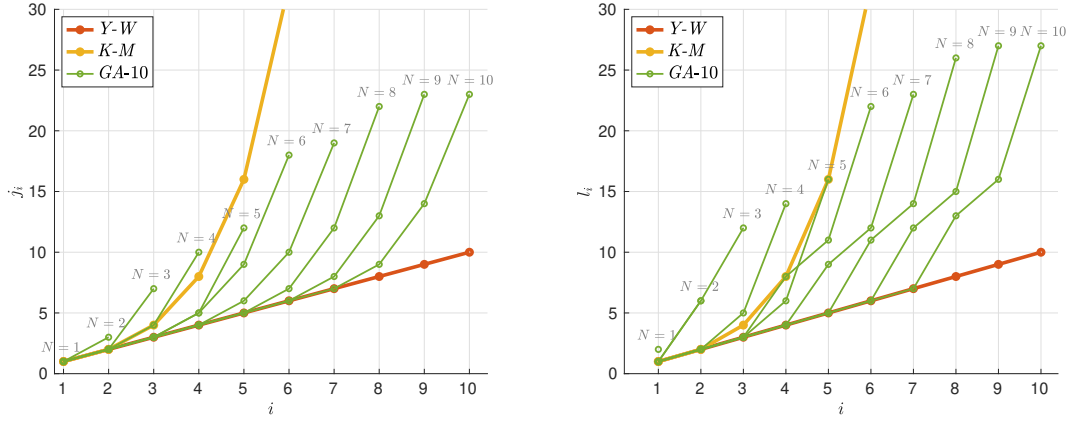 30
25
20
15
10
5
0
j_i
Y-W
K-M
GA-10
N = 1
N = 2
N = 3
N = 4
N = 5
N = 6
N = 7
N = 8
N = 9
N = 10
1 2 3 4 5 6 7 8 9 10
i
30
25
20
15
10
5
0
l_i
Y-W
K-M
GA-10
N = 1
N = 2
N = 3
N = 4
N = 5
N = 6
N = 7
N = 8
N = 9
N = 10
1 2 3 4 5 6 7 8 9 10
i